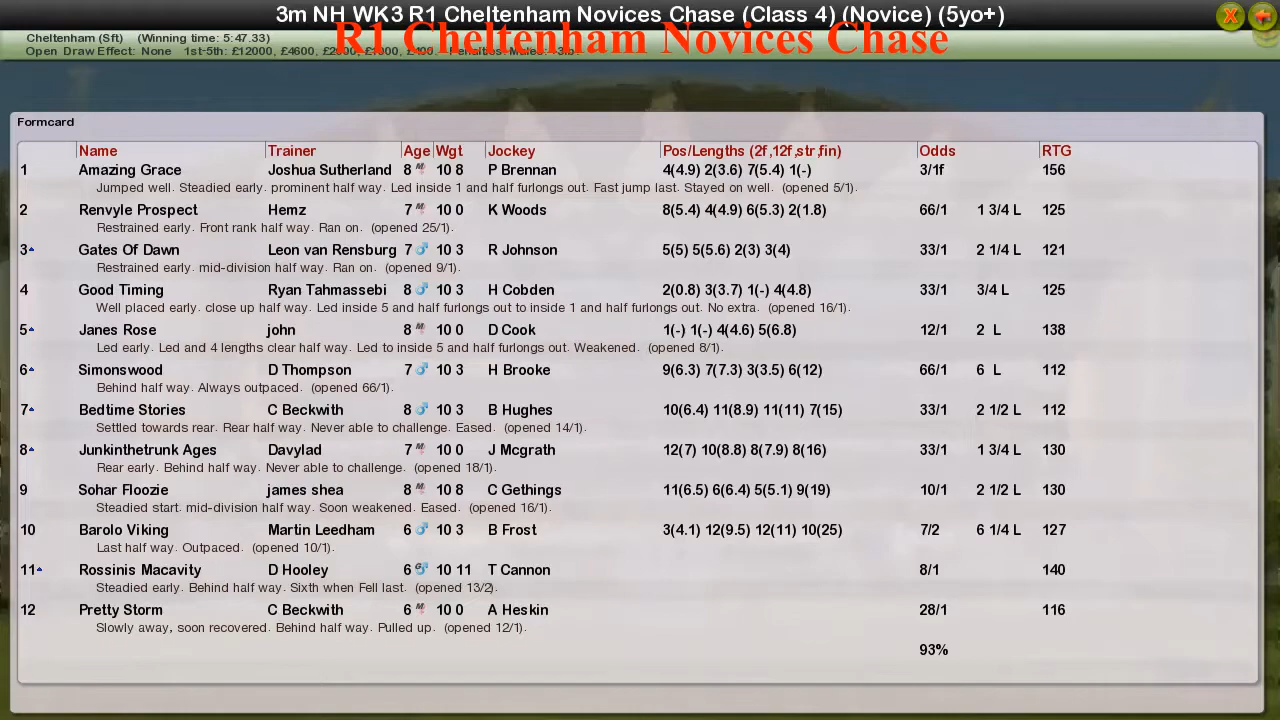 3m NH WK3 R1 Cheltenham Novices Chase (Class 4) (Novice) (5yo+)
R1 Cheltenham Novices Chase
Cheltenham (Sft) (Winning time: 5:47.33)
Open Draw Effect: None 1st-5th: £12000, £4600, Penalties: Males:
Formcard
Name Trainer Age Wgt Jockey Pos/Lengths (2f,12f,str,fin) Odds RTG
1 Amazing Grace Joshua Sutherland 8 M 10 8 P Brennan 4(4.9) 2(3.6) 7(5.4) 1(-) 3/1f 156
Jumped well. Steadied early. prominent half way. Led inside 1 and half furlongs out. Fast jump last. Stayed on well. (opened 5/1).
2 Renvyle Prospect Hemz 7 M 10 0 K Woods 8(5.4) 4(4.9) 6(5.3) 2(1.8) 66/1 1 3/4 L 125
Restrained early. Front rank half way. Ran on. (opened 25/1).
3 Gates Of Dawn Leon van Rensburg 7 10 3 R Johnson 5(5) 5(5.6) 2(3) 3(4) 33/1 2 1/4 L 121
Restrained early. mid-division half way. Ran on. (opened 9/1).
4 Good Timing Ryan Tahmassebi 8 10 3 H Cobden 2(0.8) 3(3.7) 1(-) 4(4.8) 33/1 3/4 L 125
Well placed early. close up half way. Led inside 5 and half furlongs out to inside 1 and half furlongs out. No extra. (opened 16/1).
5 Janes Rose john 8 M 10 0 D Cook 1(-) 1(-) 4(4.6) 5(6.8) 12/1 2 L 138
Led early. Led and 4 lengths clear half way. Led to inside 5 and half furlongs out. Weakened. (opened 8/1).
6 Simonswood D Thompson 7 10 3 H Brooke 9(6.3) 7(7.3) 3(3.5) 6(12) 66/1 6 L 112
Behind half way. Always outpaced. (opened 66/1).
7 Bedtime Stories C Beckwith 8 10 3 B Hughes 10(6.4) 11(8.9) 11(11) 7(15) 33/1 2 1/2 L 112
Settled towards rear. Rear half way. Never able to challenge. Eased. (opened 14/1).
8 Junkinthetrunk Ages Davylad 7 M 10 0 J Mcgrath 12(7) 10(8.8) 8(7.9) 8(16) 33/1 1 3/4 L 130
Rear early. Behind half way. Never able to challenge. (opened 18/1).
9 Sohar Floozie james shea 8 M 10 8 C Gethings 11(6.5) 6(6.4) 5(5.1) 9(19) 10/1 2 1/2 L 130
Steadied start. mid-division half way. Soon weakened. Eased. (opened 16/1).
10 Barolo Viking Martin Leedham 6 10 3 B Frost 3(4.1) 12(9.5) 12(11) 10(25) 7/2 6 1/4 L 127
Last half way. Outpaced. (opened 10/1).
11 Rossinis Macavity D Hooley 6 G 10 11 T Cannon 8/1 140
Steadied early. Behind half way. Sixth when Fell last. (opened 13/2).
12 Pretty Storm C Beckwith 6 M 10 0 A Heskin 28/1 116
Slowly away, soon recovered. Behind half way. Pulled up. (opened 12/1).
93%